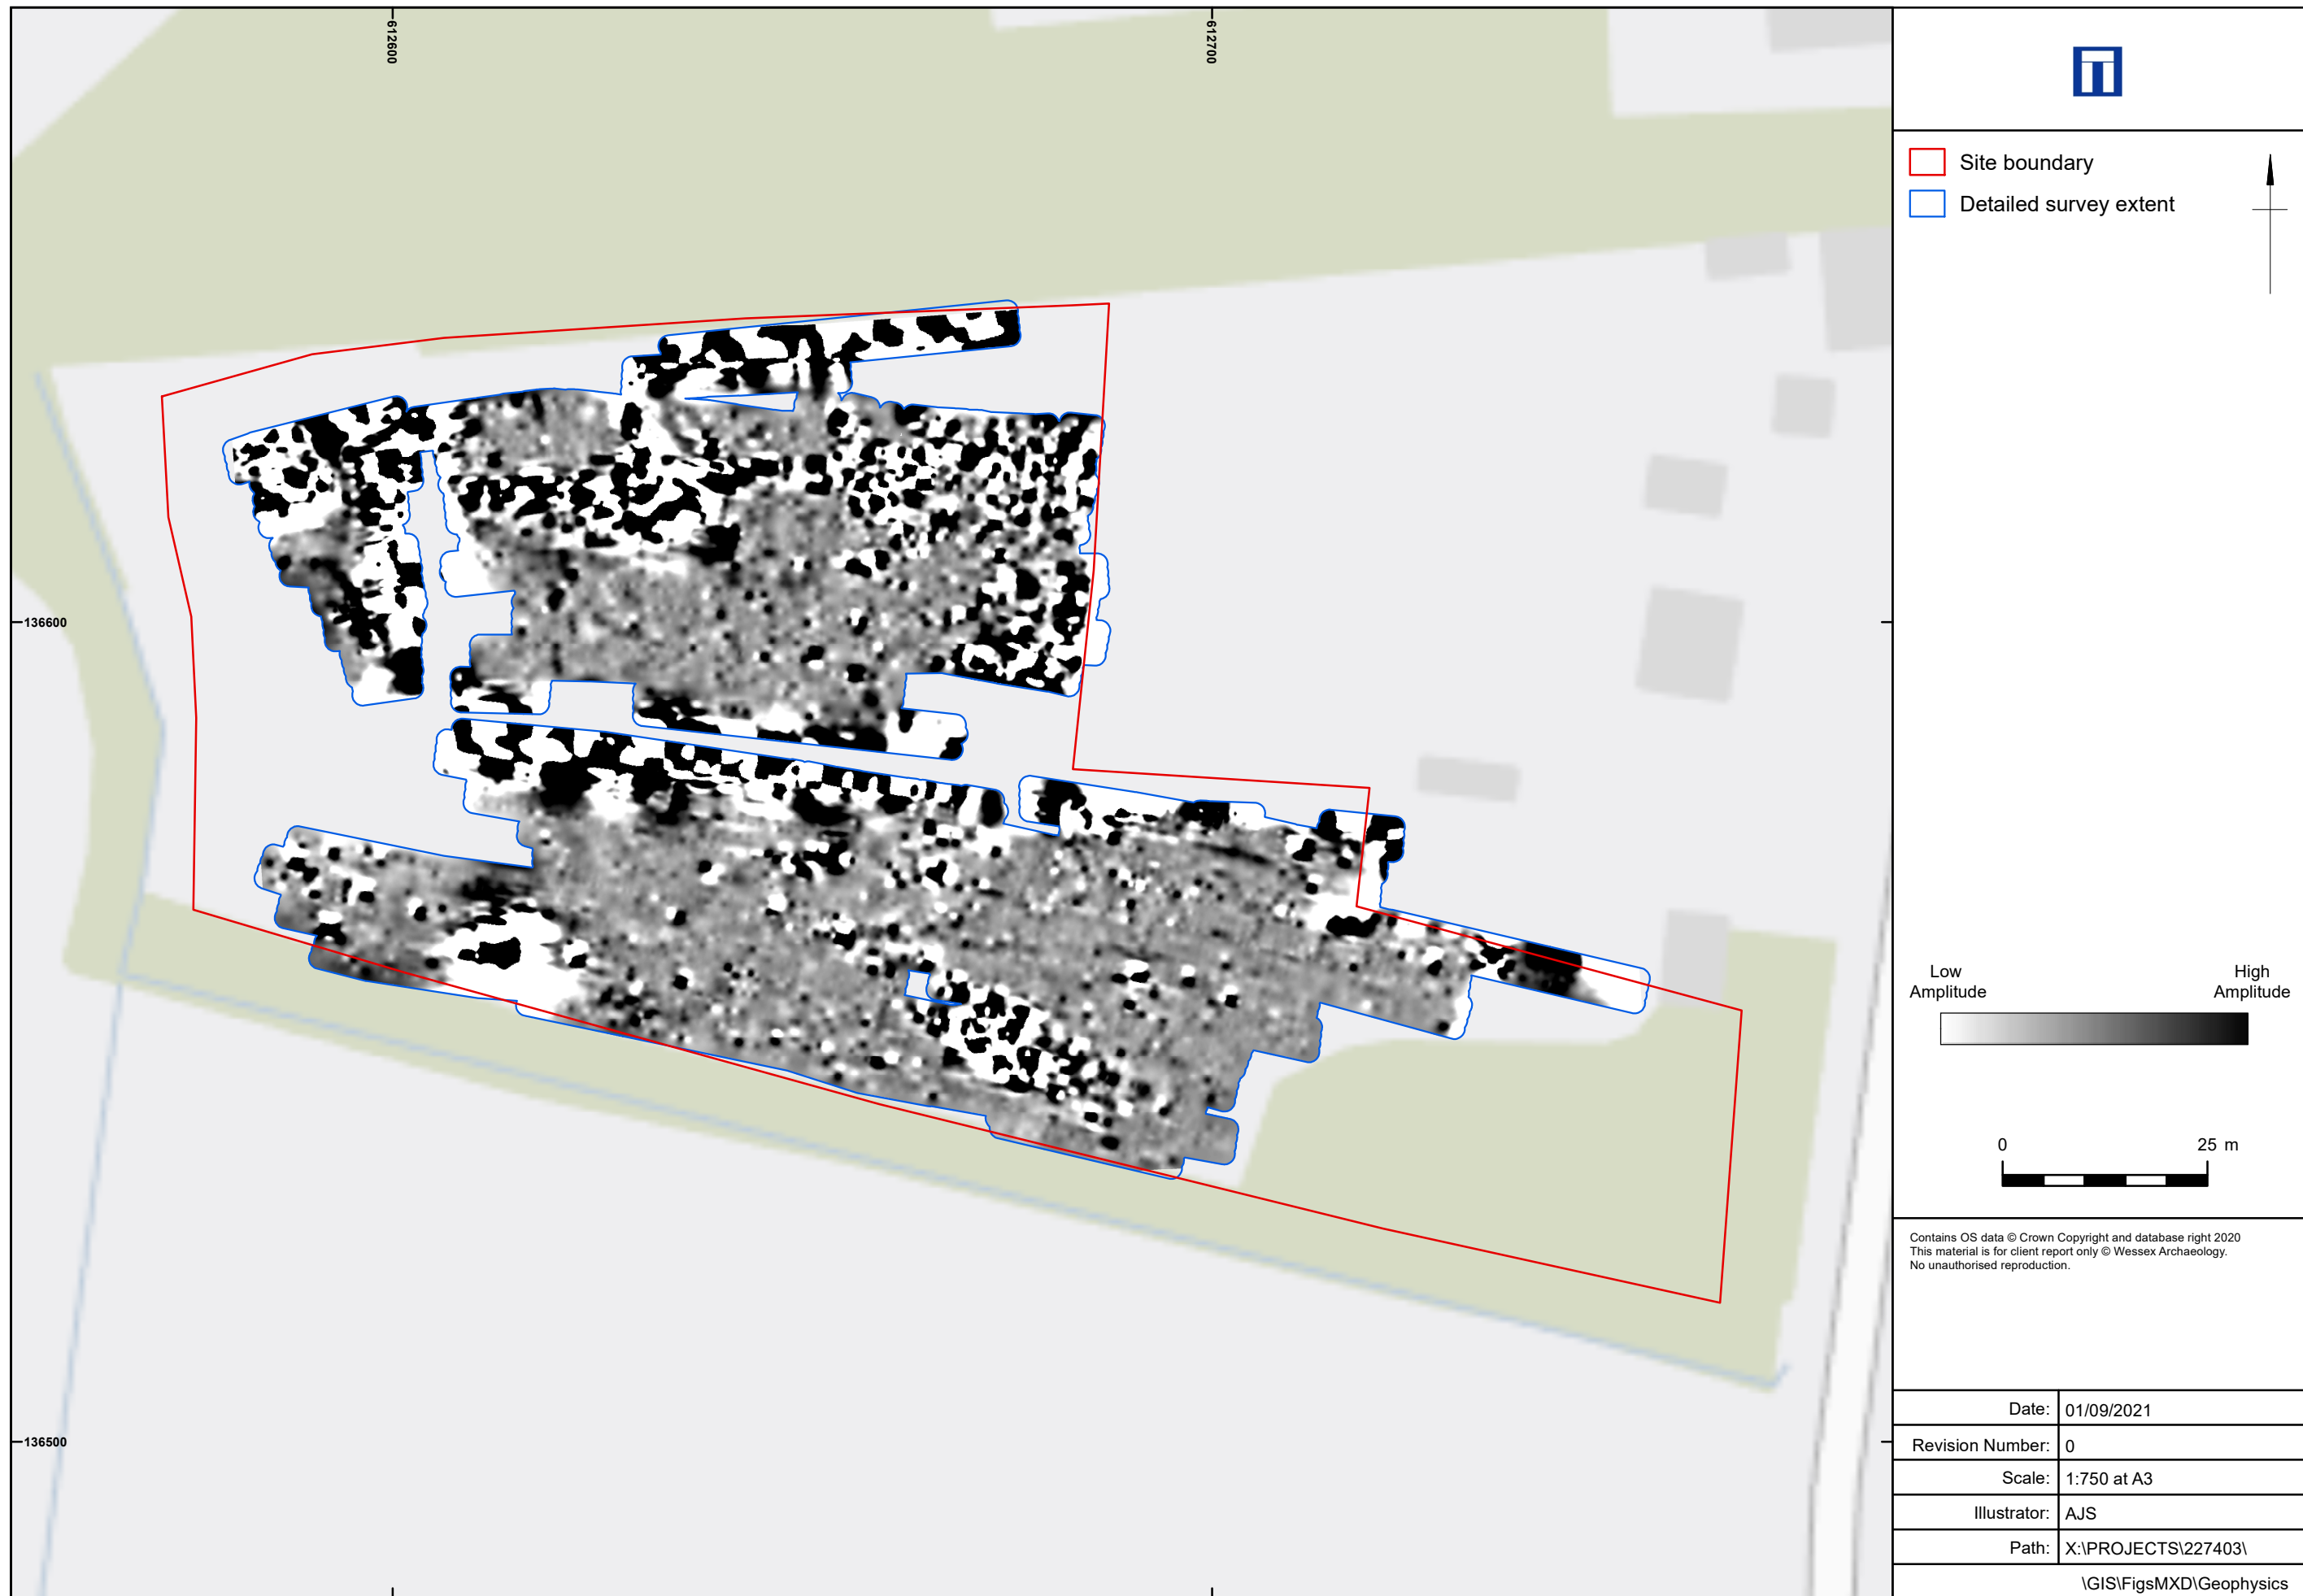 612600
612700
136600
136500
Site boundary
Detailed survey extent
Low
Amplitude
High
Amplitude
0
25 m
Contains OS data © Crown Copyright and database right 2020
This material is for client report only © Wessex Archaeology.
No unauthorised reproduction.
Date: 01/09/2021
Revision Number: 0
Scale: 1:750 at A3
Illustrator: AJS
Path: X:\PROJECTS\227403\
\GIS\FigsMXD\Geophysics